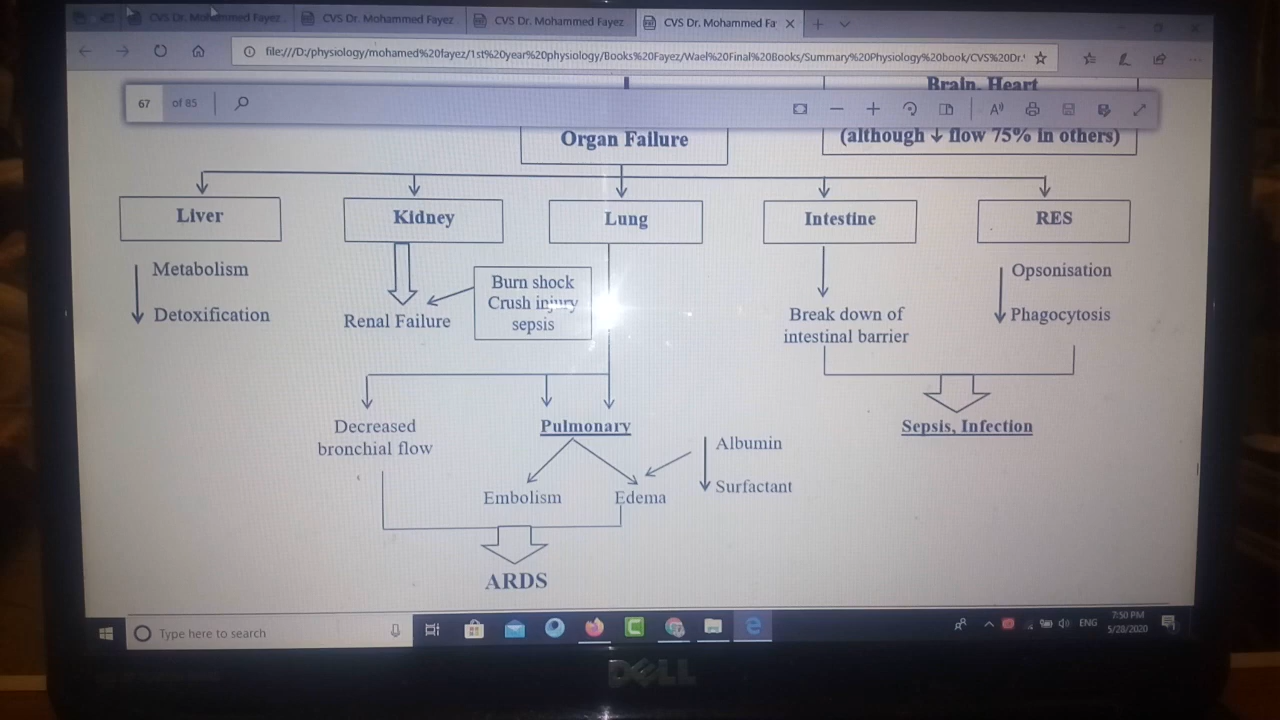 CVS Dr. Mohammed Fayez
CVS Dr. Mohammed Fayez
CVS Dr. Mohammed Fayez
CVS Dr. Mohammed Fa
file:///D:/physiology/mohamed%20fayez/1st%20year%20physiology/Books%20Fayez/Wael%20Final%20Books/Summary%20Physiology%20book/CVS%20Dr.
Brain, Heart
67 of 85
Organ Failure
(although ↓ flow 75% in others)
Liver
Kidney
Lung
Intestine
RES
Metabolism
Detoxification
Renal Failure
Burn shock
Crush injury
sepsis
Break down of
intestinal barrier
Opsonisation
Phagocytosis
Decreased
bronchial flow
Pulmonary
Albumin
Surfactant
Sepsis, Infection
Embolism
Edema
ARDS
Type here to search
ENG
7:50 PM
5/28/2020
DELL